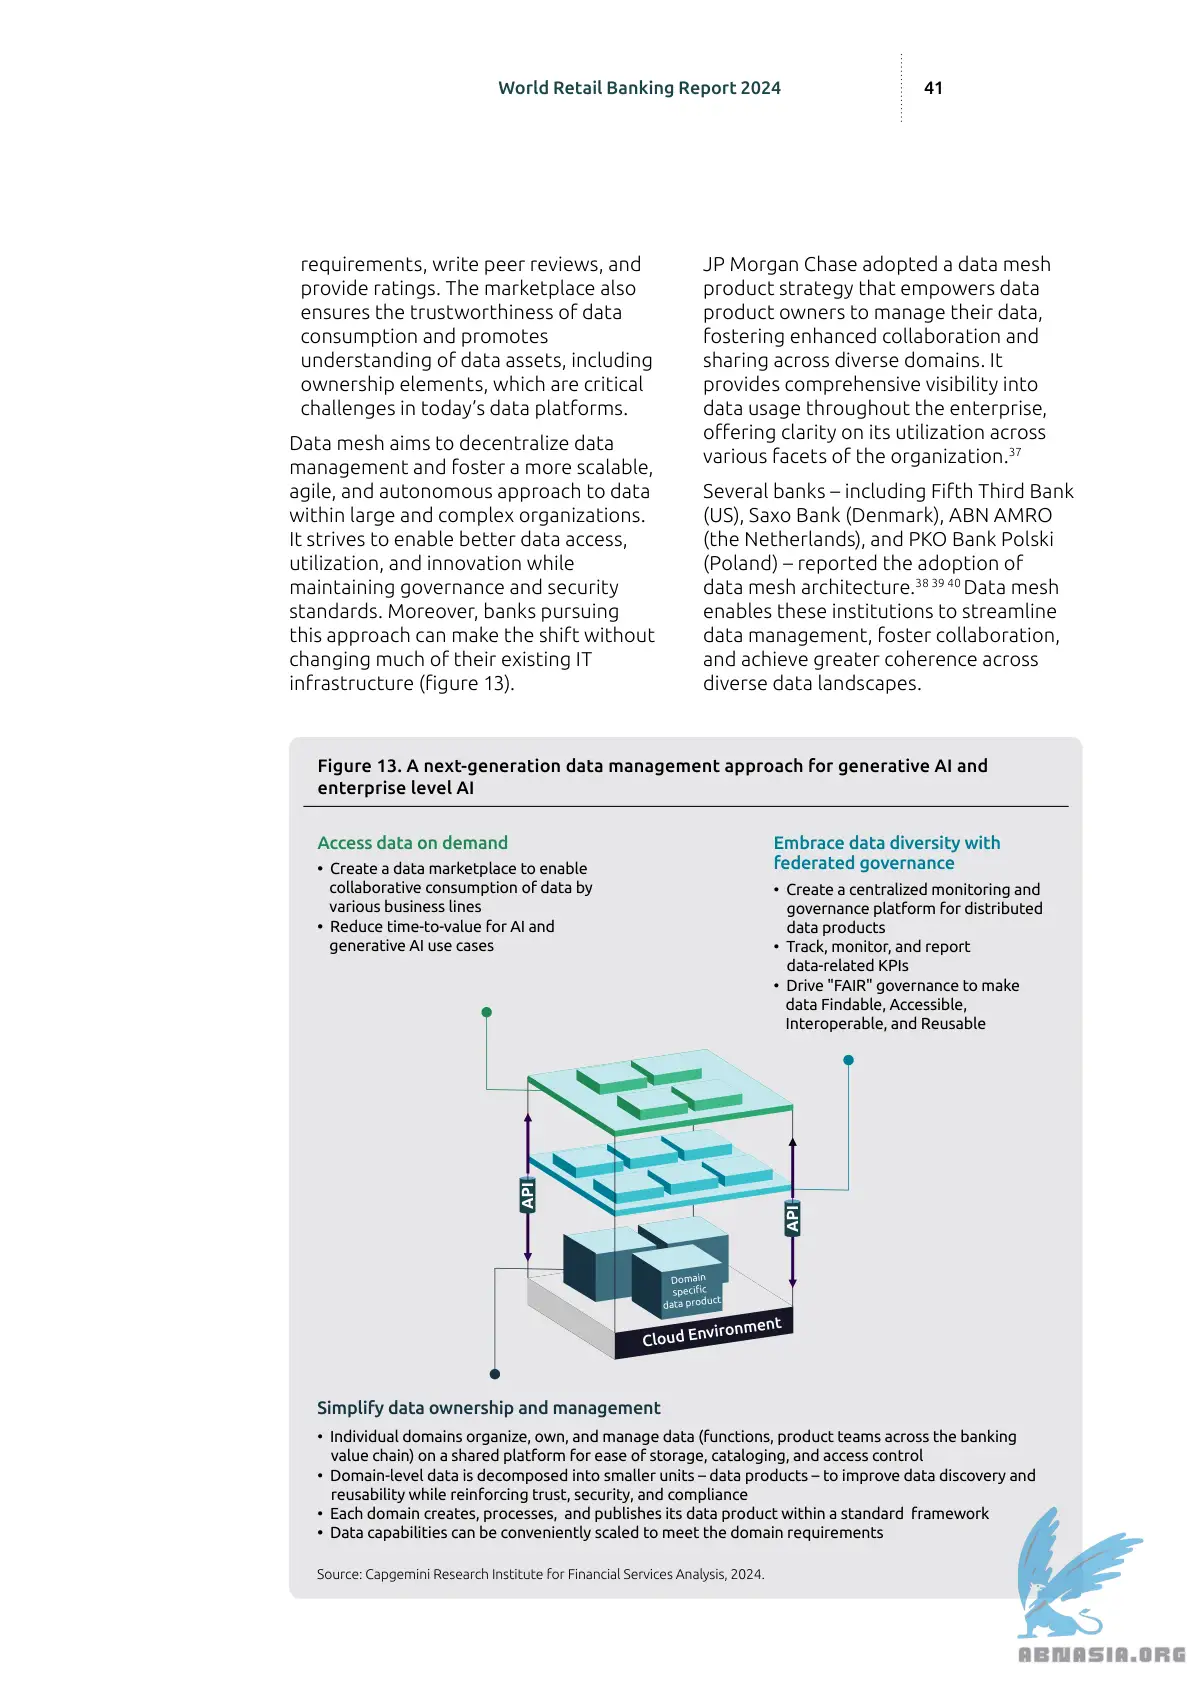 World Retail Banking Report 2024
41
requirements, write peer reviews, and
provide ratings. The marketplace also
ensures the trustworthiness of data
consumption and promotes
understanding of data assets, including
ownership elements, which are critical
challenges in today’s data platforms.
Data mesh aims to decentralize data
management and foster a more scalable,
agile, and autonomous approach to data
within large and complex organizations.
It strives to enable better data access,
utilization, and innovation while
maintaining governance and security
standards. Moreover, banks pursuing
this approach can make the shift without
changing much of their existing IT
infrastructure (figure 13).
JP Morgan Chase adopted a data mesh
product strategy that empowers data
product owners to manage their data,
fostering enhanced collaboration and
sharing across diverse domains. It
provides comprehensive visibility into
data usage throughout the enterprise,
offering clarity on its utilization across
various facets of the organization.37
Several banks – including Fifth Third Bank
(US), Saxo Bank (Denmark), ABN AMRO
(the Netherlands), and PKO Bank Polski
(Poland) – reported the adoption of
data mesh architecture.38 39 40 Data mesh
enables these institutions to streamline
data management, foster collaboration,
and achieve greater coherence across
diverse data landscapes.
Figure 13. A next-generation data management approach for generative AI and
enterprise level AI
Access data on demand
• Create a data marketplace to enable
collaborative consumption of data by
various business lines
• Reduce time-to-value for AI and
generative AI use cases
Embrace data diversity with
federated governance
• Create a centralized monitoring and
governance platform for distributed
data products
• Track, monitor, and report
data-related KPIs
• Drive "FAIR" governance to make
data Findable, Accessible,
Interoperable, and Reusable
API
API
Domain
specific
data product
Cloud Environment
Simplify data ownership and management
• Individual domains organize, own, and manage data (functions, product teams across the banking
value chain) on a shared platform for ease of storage, cataloging, and access control
• Domain-level data is decomposed into smaller units – data products – to improve data discovery and
reusability while reinforcing trust, security, and compliance
• Each domain creates, processes, and publishes its data product within a standard framework
• Data capabilities can be conveniently scaled to meet the domain requirements
Source: Capgemini Research Institute for Financial Services Analysis, 2024.
ABNASIA.ORG